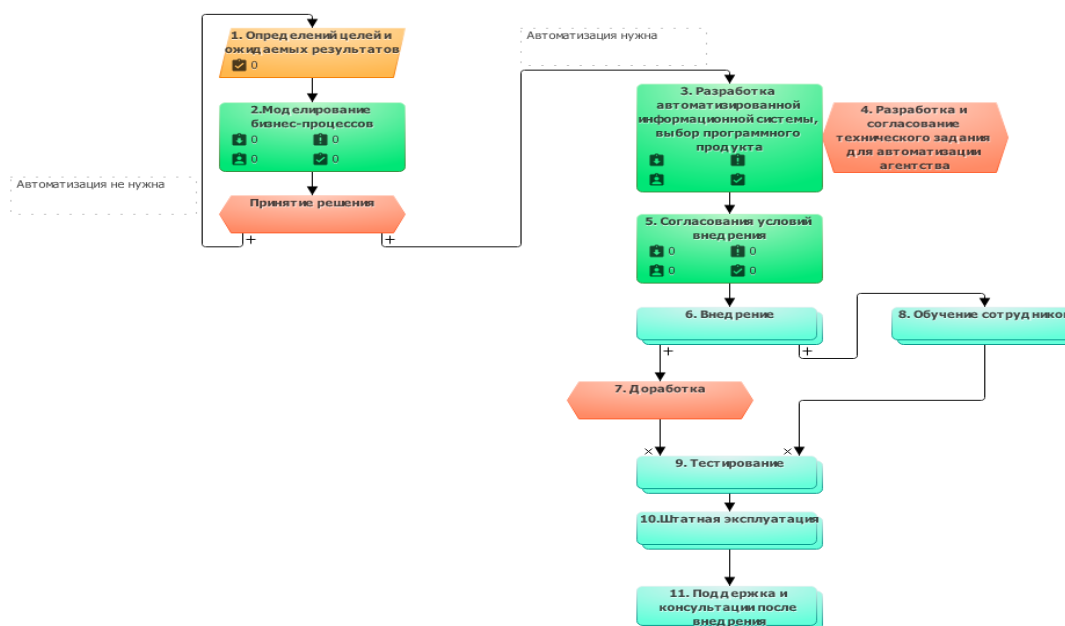 1. Определений целей и
ожидаемых результатов
0
2.Моделирование
бизнес-процессов
0 0
0 0
Автоматизация не нужна
Принятие решения
+ +
Автоматизация нужна
3. Разработка
автоматизированной
информационной системы,
выбор программного
продукта
4. Разработка и
согласование
технического задания
для автоматизации
агентства
5. Согласования условий
внедрения
0 0
0 0
6. Внедрение
+ +
8. Обучение сотрудников
7. Доработка
× ×
9. Тестирование
10.Штатная эксплуатация
11. Поддержка и
консультации после
внедрения